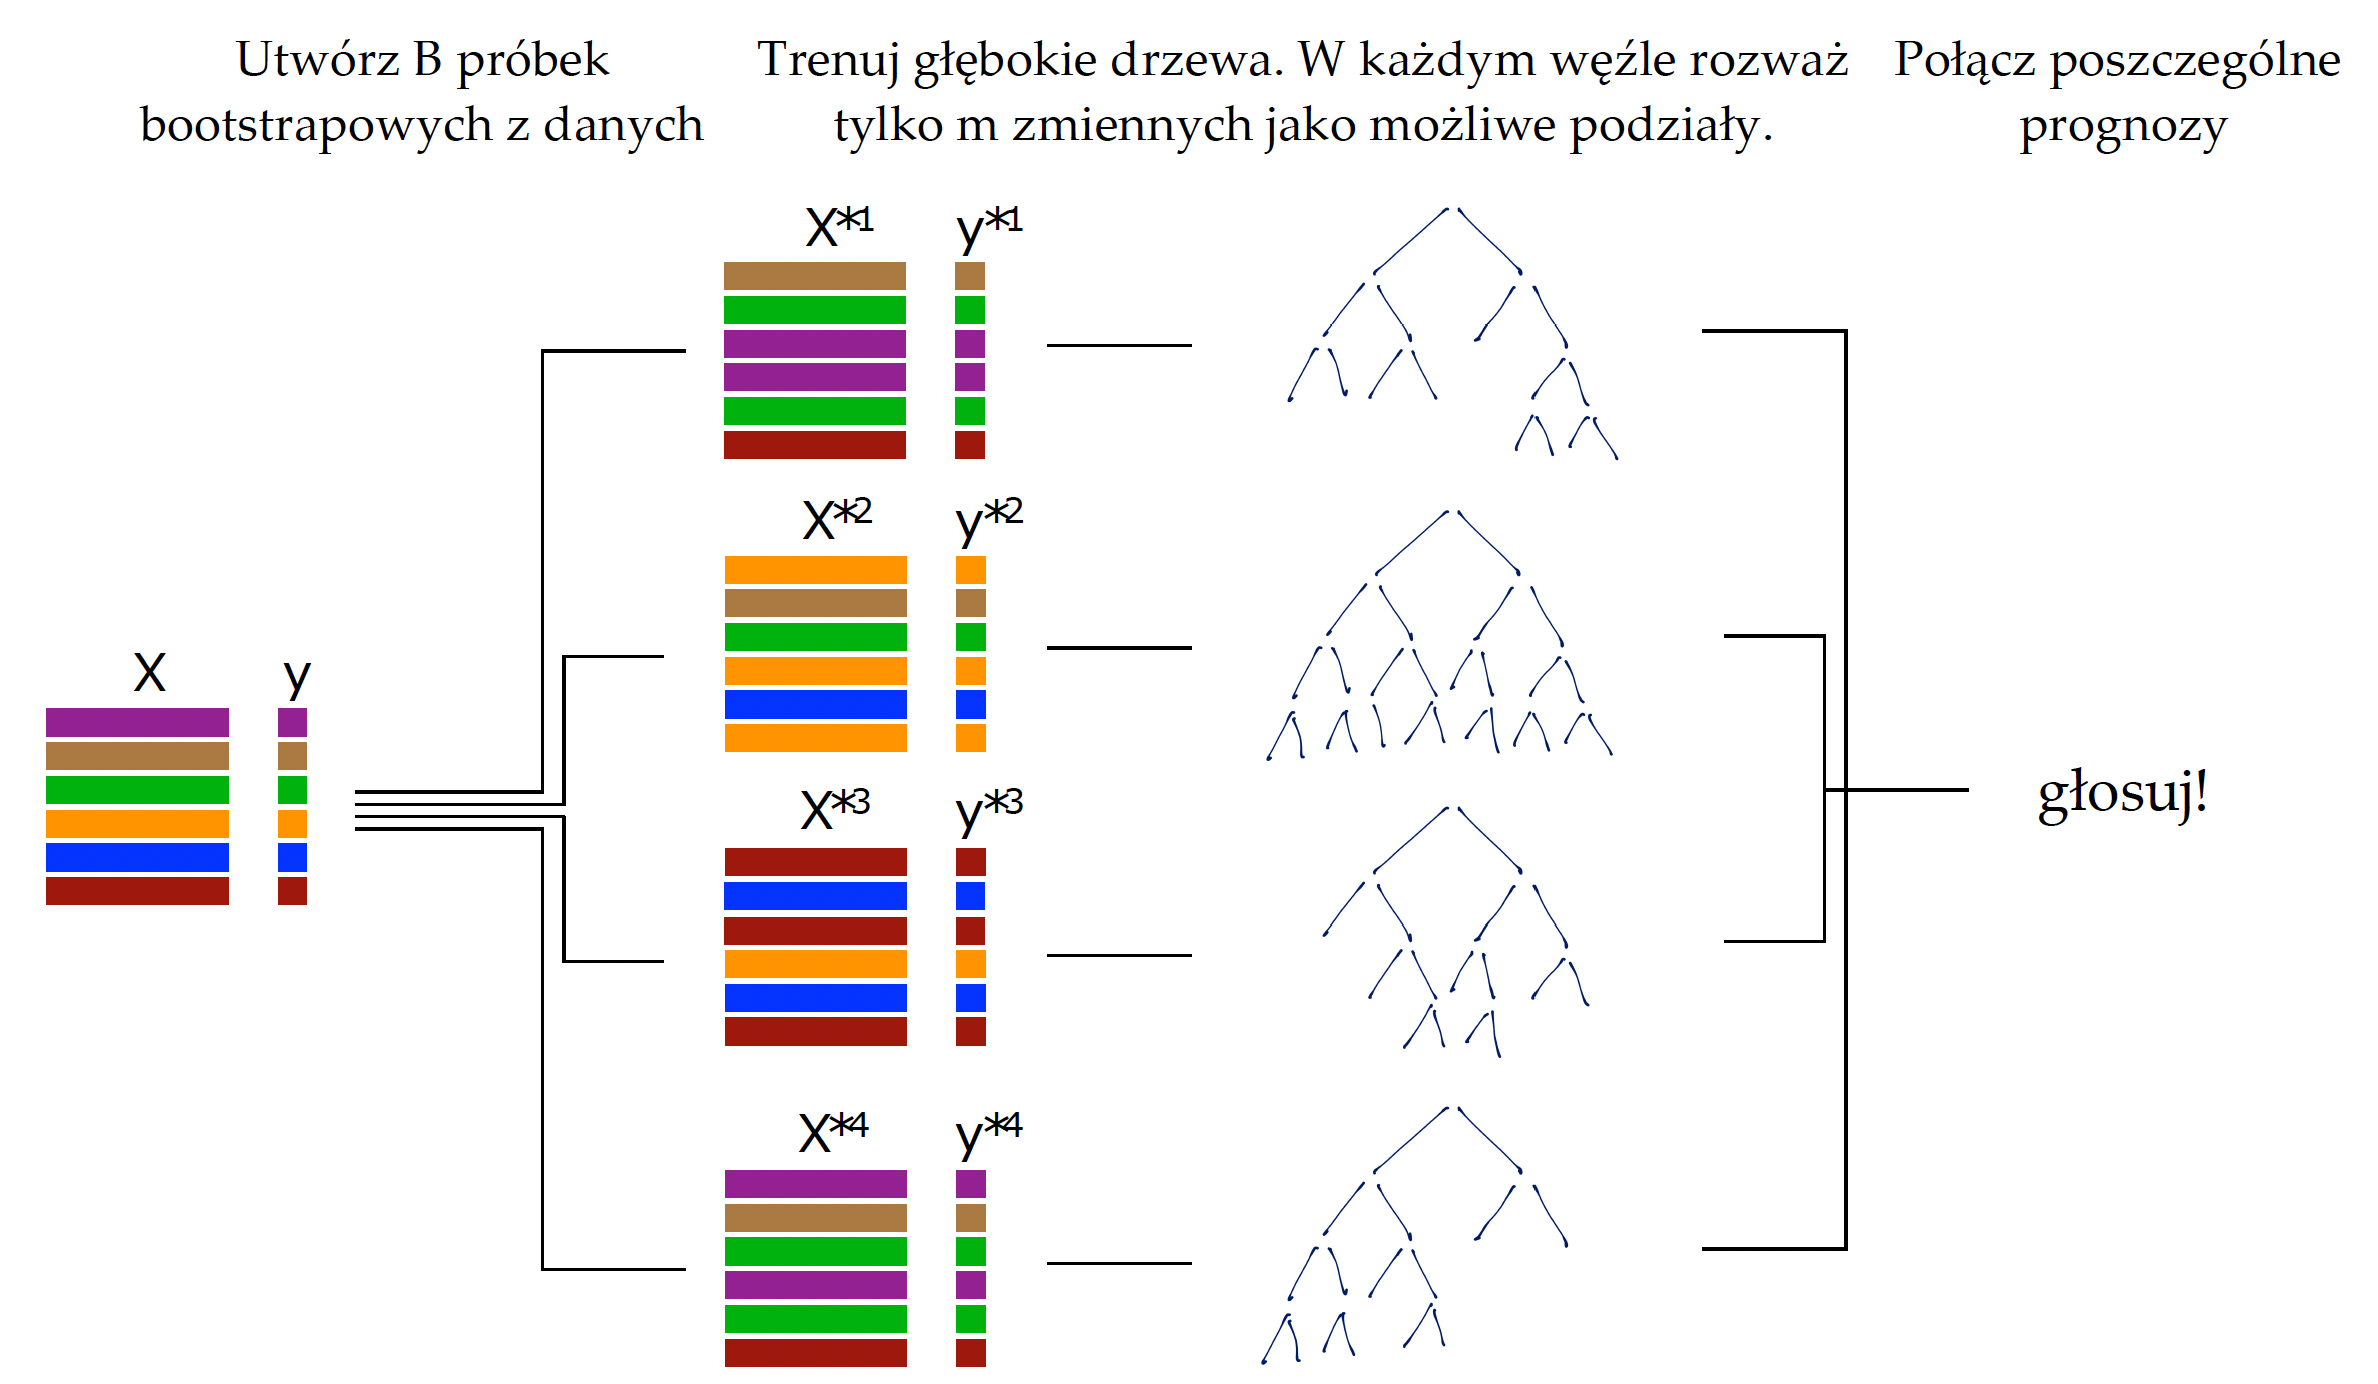 Utwórz B próbek
bootstrapowych z danych
Trenuj głębokie drzewa. W każdym węźle rozważ
tylko m zmiennych jako możliwe podziały.
Połącz poszczególne
prognozy
X*1 y*1
X*2 y*2
X y
X*3 y*3
głosuj!
X*4 y*4